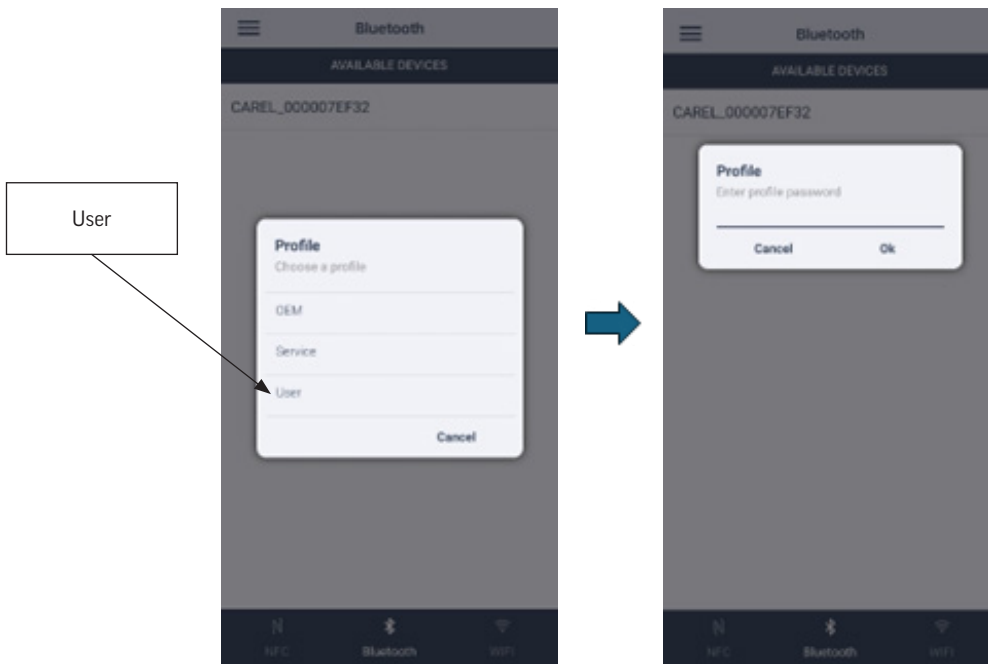 User
Bluetooth
AVAILABLE DEVICES
CAREL_000007EF32
Profile
Choose a profile
OEM
Service
User
Cancel
NFC
Bluetooth
WIFI
Bluetooth
AVAILABLE DEVICES
CAREL_000007EF32
Profile
Enter profile password
Cancel Ok
NFC
Bluetooth
WIFI